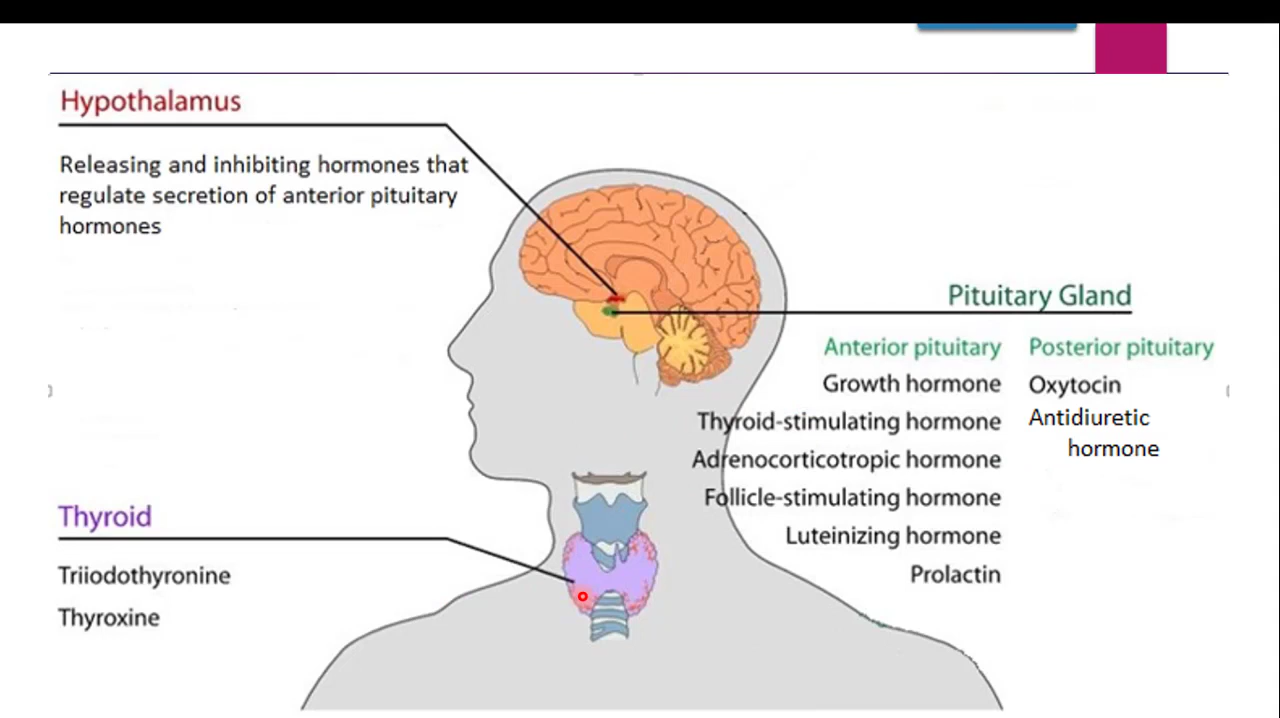 Hypothalamus
Releasing and inhibiting hormones that
regulate secretion of anterior pituitary
hormones
Pituitary Gland
Anterior pituitary
Growth hormone
Thyroid-stimulating hormone
Adrenocorticotropic hormone
Follicle-stimulating hormone
Luteinizing hormone
Prolactin
Posterior pituitary
Oxytocin
Antidiuretic
hormone
Thyroid
Triiodothyronine
Thyroxine